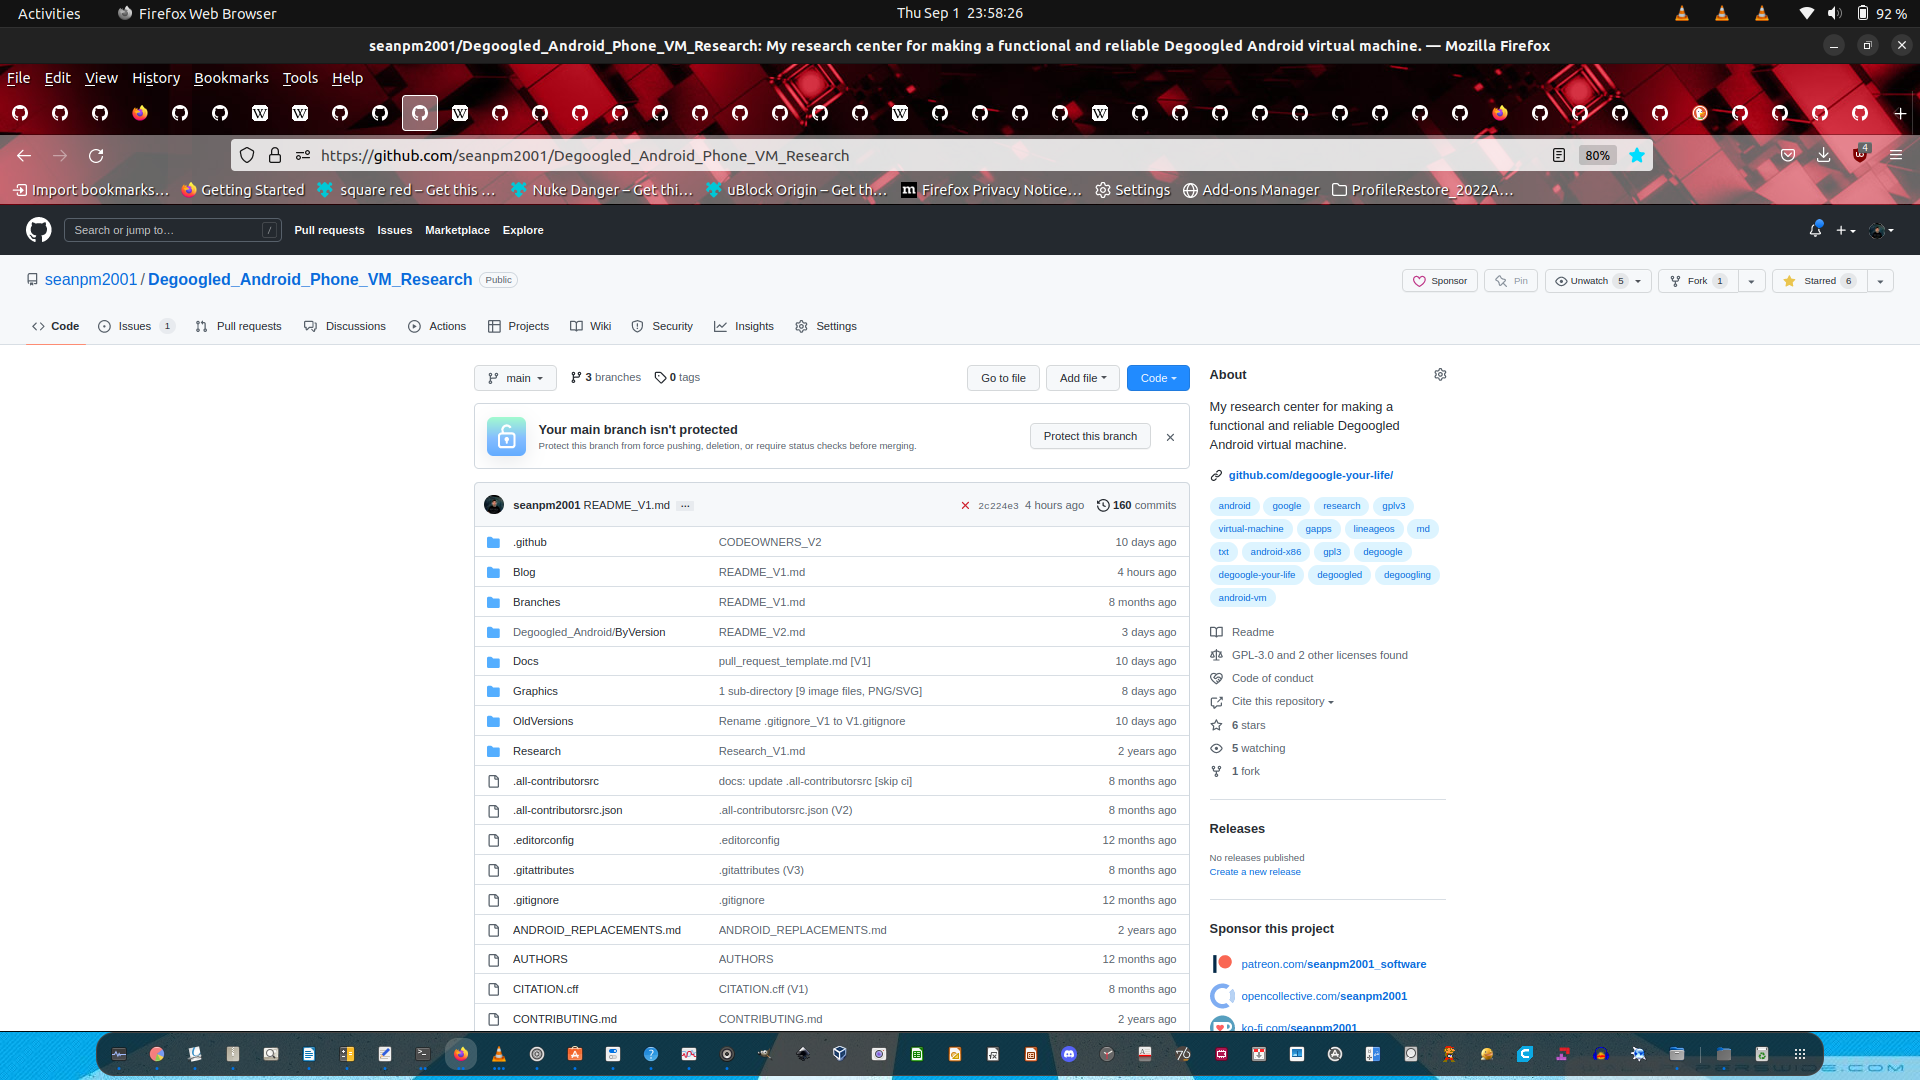 Activities Firefox Web Browser Thu Sep 1 23:58:26 92 %
seanpm2001/Degoogled_Android_Phone_VM_Research: My research center for making a functional and reliable Degoogled Android virtual machine. — Mozilla Firefox
File Edit View History Bookmarks Tools Help
https://github.com/seanpm2001/Degoogled_Android_Phone_VM_Research 80% 4
Import bookmarks… Getting Started square red – Get this … Nuke Danger – Get thi… uBlock Origin – Get th… Firefox Privacy Notice… Settings Add-ons Manager ProfileRestore_2022A…
Search or jump to… / Pull requests Issues Marketplace Explore
seanpm2001 / Degoogled_Android_Phone_VM_Research Public Sponsor Pin Unwatch 5 Fork 1 Starred 6
Code Issues 1 Pull requests Discussions Actions Projects Wiki Security Insights Settings
main 3 branches 0 tags Go to file Add file Code
Your main branch isn't protected
Protect this branch from force pushing, deletion, or require status checks before merging.
Protect this branch
seanpm2001 README_V1.md … 2c224e3 4 hours ago 160 commits
.github CODEOWNERS_V2 10 days ago
Blog README_V1.md 4 hours ago
Branches README_V1.md 8 months ago
Degoogled_Android/ByVersion README_V2.md 3 days ago
Docs pull_request_template.md [V1] 10 days ago
Graphics 1 sub-directory [9 image files, PNG/SVG] 8 days ago
OldVersions Rename .gitignore_V1 to V1.gitignore 10 days ago
Research Research_V1.md 2 years ago
.all-contributorsrc docs: update .all-contributorsrc [skip ci] 8 months ago
.all-contributorsrc.json .all-contributorsrc.json (V2) 8 months ago
.editorconfig .editorconfig 12 months ago
.gitattributes .gitattributes (V3) 8 months ago
.gitignore .gitignore 12 months ago
ANDROID_REPLACEMENTS.md ANDROID_REPLACEMENTS.md 2 years ago
AUTHORS AUTHORS 12 months ago
CITATION.cff CITATION.cff (V1) 8 months ago
CONTRIBUTING.md CONTRIBUTING.md 2 years ago
About
My research center for making a
functional and reliable Degoogled
Android virtual machine.
github.com/degoogle-your-life/
android google research gplv3
virtual-machine gapps lineageos md
txt android-x86 gpl3 degoogle
degoogle-your-life degoogled degoogling
android-vm
Readme
GPL-3.0 and 2 other licenses found
Code of conduct
Cite this repository
6 stars
5 watching
1 fork
Releases
No releases published
Create a new release
Sponsor this project
patreon.com/seanpm2001_software
opencollective.com/seanpm2001
ko-fi.com/seanpm2001